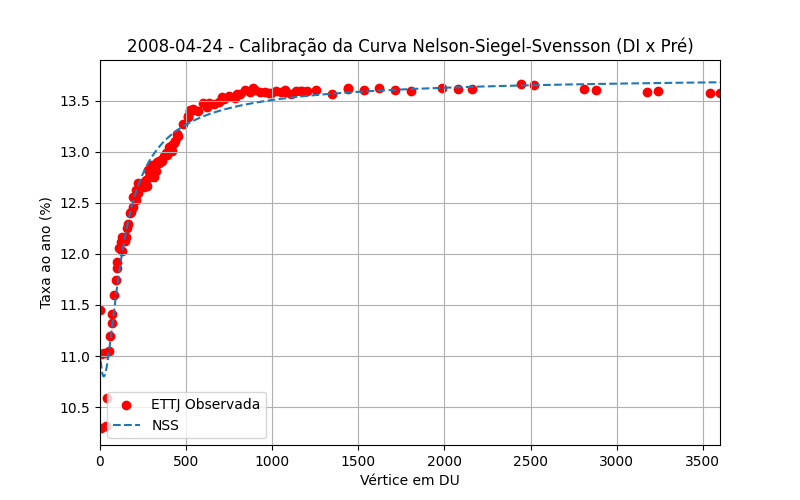 2008-04-24 - Calibração da Curva Nelson-Siegel-Svensson (DI x Pré)
Taxa ao ano (%)
13.5
13.0
12.5
12.0
11.5
11.0
10.5
ETTJ Observada
NSS
0 500 1000 1500 2000 2500 3000 3500
Vértice em DU